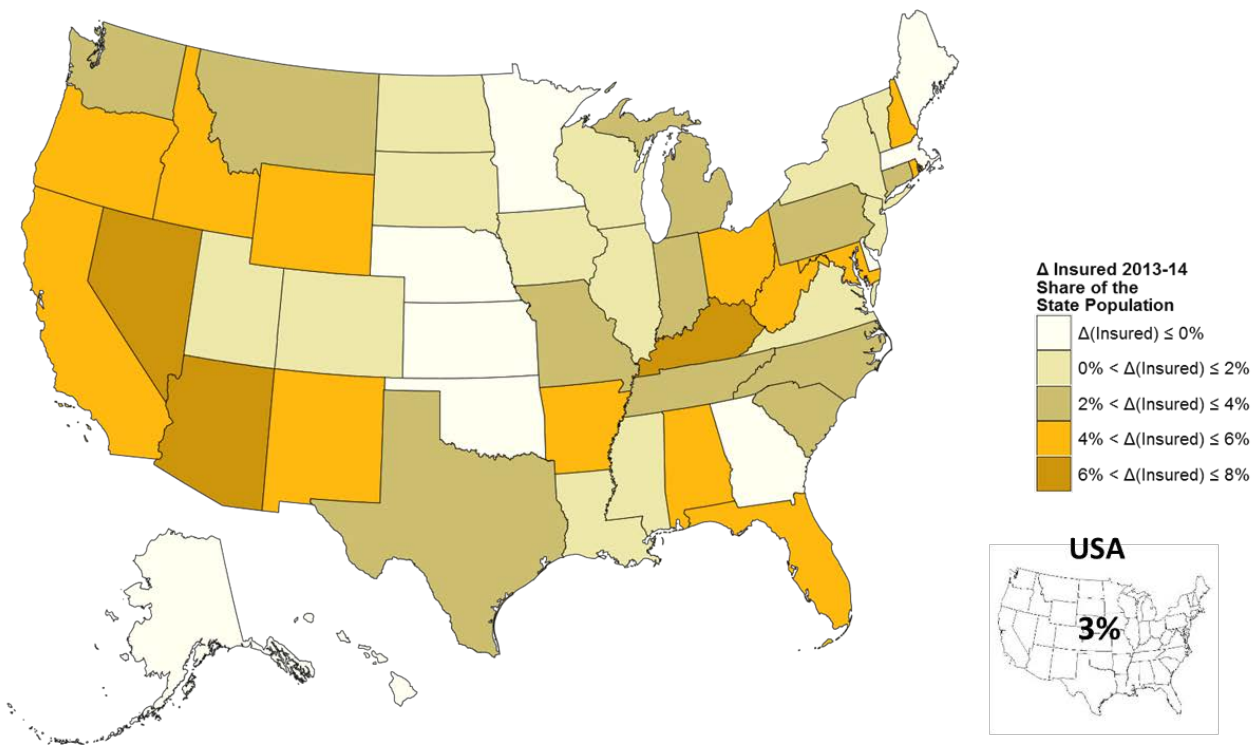 Δ Insured 2013-14
Share of the
State Population
Δ(Insured) ≤ 0%
0% < Δ(Insured) ≤ 2%
2% < Δ(Insured) ≤ 4%
4% < Δ(Insured) ≤ 6%
6% < Δ(Insured) ≤ 8%
USA
3%